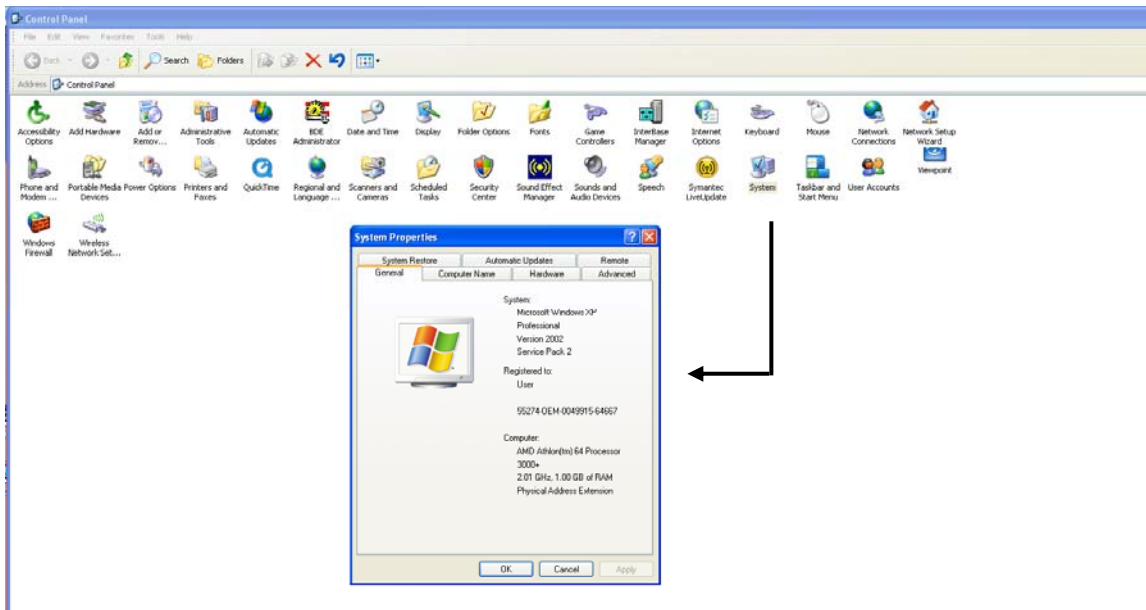 Control Panel
File Edit View Favorites Tools Help
Back Search Folders
Address Control Panel
Accessibility Options
Add Hardware
Add or Remov...
Administrative Tools
Automatic Updates
BDE Administrator
Date and Time
Display
Folder Options
Fonts
Game Controllers
InterBase Manager
Internet Options
Keyboard
Mouse
Network Connections
Network Setup Wizard
Phone and Modem ...
Portable Media Devices
Power Options
Printers and Faxes
QuickTime
Regional and Language ...
Scanners and Cameras
Scheduled Tasks
Security Center
Sound Effect Manager
Sounds and Audio Devices
Speech
Symantec LiveUpdate
System
Taskbar and Start Menu
User Accounts
Viewpoint
Windows Firewall
Wireless Network Set...
System Properties
System Restore Automatic Updates Remote
General Computer Name Hardware Advanced
System:
Microsoft Windows XP
Professional
Version 2002
Service Pack 2
Registered to:
User
55274-OEM-0049915-64667
Computer:
AMD Athlon(tm) 64 Processor
3000+
2.01 GHz, 1.00 GB of RAM
Physical Address Extension
OK Cancel Apply